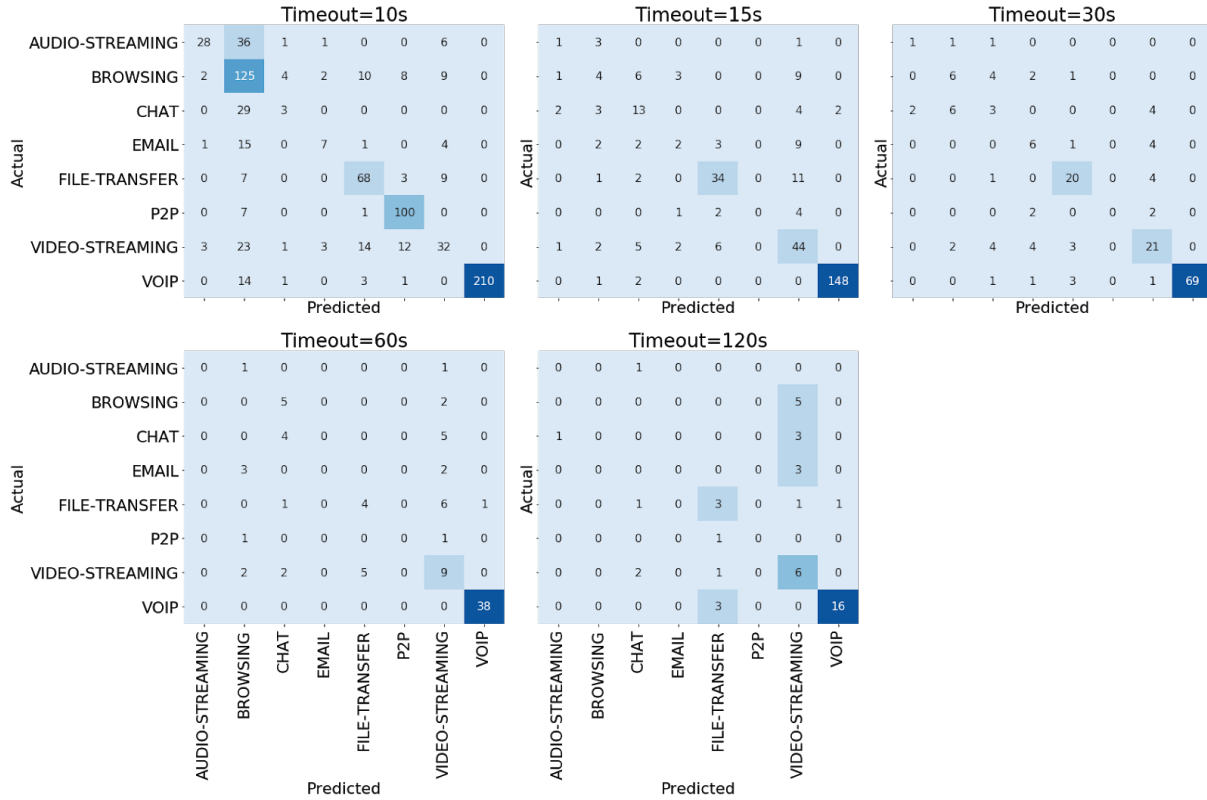 Timeout=10s Timeout=15s Timeout=30s
AUDIO-STREAMING 28 36 1 1 0 0 6 0 1 3 0 0 0 0 1 0 1 1 1 0 0 0 0 0
BROWSING 2 125 4 2 10 8 9 0 1 4 6 3 0 0 9 0 0 6 4 2 1 0 0 0
CHAT 0 29 3 0 0 0 0 0 2 3 13 0 0 0 4 2 2 6 3 0 0 0 4 0
EMAIL 1 15 0 7 1 0 4 0 0 2 2 2 3 0 9 0 0 0 0 6 1 0 4 0
FILE-TRANSFER 0 7 0 0 68 3 9 0 0 1 2 0 34 0 11 0 0 0 1 0 20 0 4 0
P2P 0 7 0 0 1 100 0 0 0 0 0 1 2 0 4 0 0 0 0 2 0 0 2 0
VIDEO-STREAMING 3 23 1 3 14 12 32 0 1 2 5 2 6 0 44 0 0 2 4 4 3 0 21 0
VOIP 0 14 1 0 3 1 0 210 0 1 2 0 0 0 0 148 0 0 1 1 3 0 1 69
Actual Actual Actual
Predicted Predicted Predicted
Timeout=60s Timeout=120s
AUDIO-STREAMING 0 1 0 0 0 0 1 0 0 0 1 0 0 0 0 0
BROWSING 0 0 5 0 0 0 2 0 0 0 0 0 0 0 5 0
CHAT 0 0 4 0 0 0 5 0 1 0 0 0 0 0 3 0
EMAIL 0 3 0 0 0 0 2 0 0 0 0 0 0 0 3 0
FILE-TRANSFER 0 0 1 0 4 0 6 1 0 0 1 0 3 0 1 1
P2P 0 1 0 0 0 0 1 0 0 0 0 0 1 0 0 0
VIDEO-STREAMING 0 2 2 0 5 0 9 0 0 0 2 0 1 0 6 0
VOIP 0 0 0 0 0 0 0 38 0 0 0 0 3 0 0 16
Actual Actual
AUDIO-STREAMING BROWSING CHAT EMAIL FILE-TRANSFER P2P VIDEO-STREAMING VOIP
AUDIO-STREAMING BROWSING CHAT EMAIL FILE-TRANSFER P2P VIDEO-STREAMING VOIP
Predicted Predicted